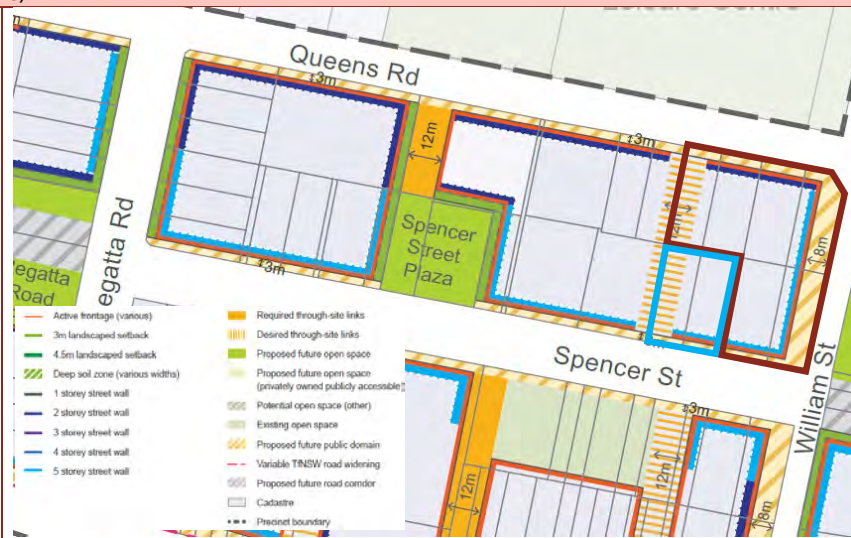 Queens Rd
3m
12m
3m
12m
8m
Spencer
Street
Plaza
egatta Rd
egatta
Road
3m
Spencer St
William St
3m
12m
12m
8m
Active frontage (various)
3m landscaped setback
4.5m landscaped setback
Deep soil zone (various widths)
1 storey street wall
2 storey street wall
3 storey street wall
4 storey street wall
5 storey street wall
Required through-site links
Desired through-site links
Proposed future open space
Proposed future open space
(privately owned publicly accessible)
Potential open space (other)
Existing open space
Proposed future public domain
Variable TfNSW road widening
Proposed future road corridor
Cadastre
Precinct boundary